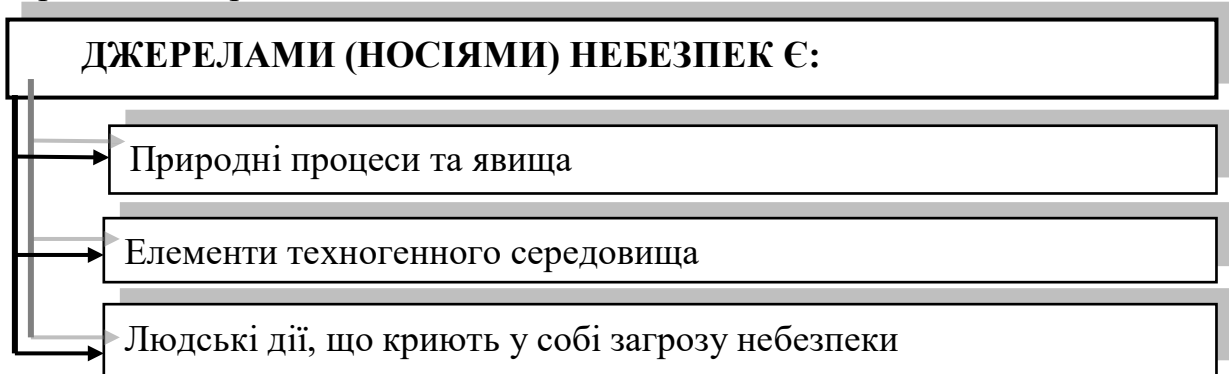 ДЖЕРЕЛАМИ (НОСІЯМИ) НЕБЕЗПЕК Є:
Природні процеси та явища
Елементи техногенного середовища
Людські дії, що криють у собі загрозу небезпеки